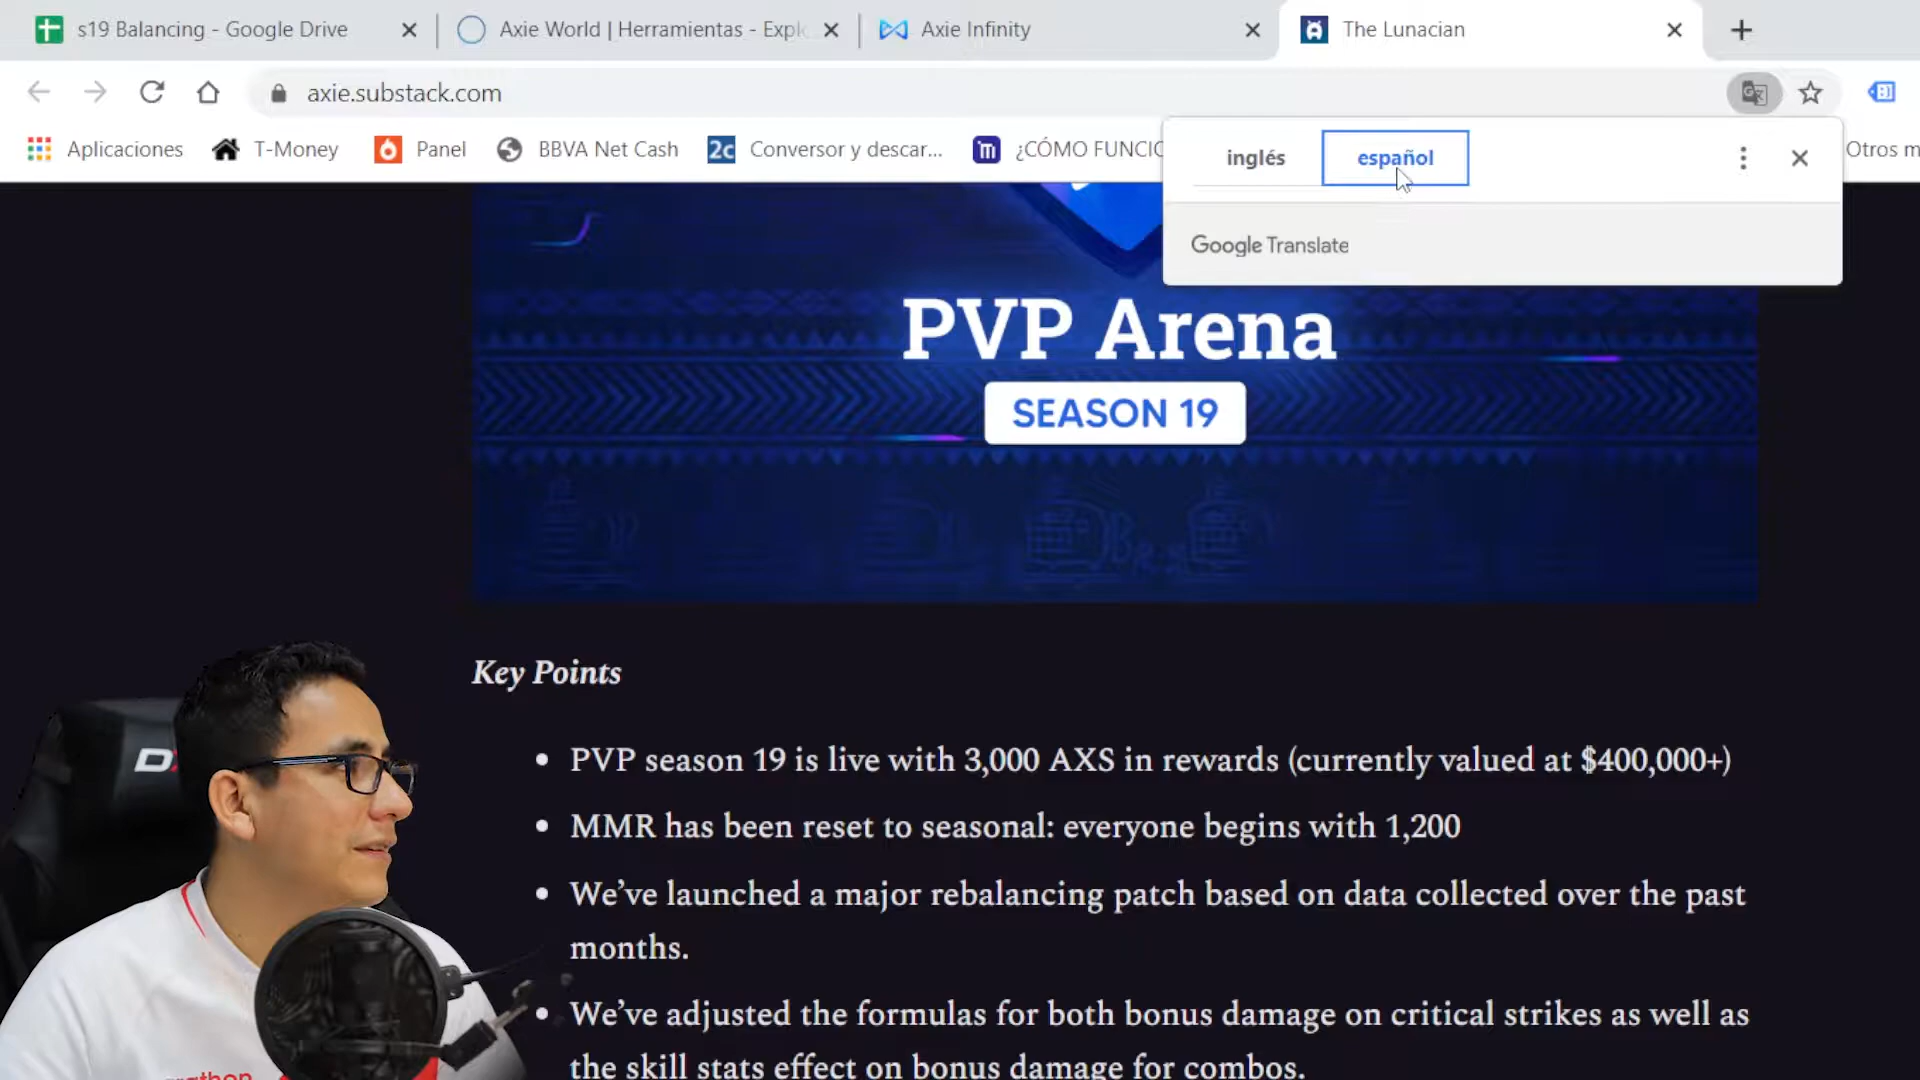 s19 Balancing - Google Drive
Axie World | Herramientas - Explo
Axie Infinity
The Lunacian
axie.substack.com
Aplicaciones
T-Money
Panel
BBVA Net Cash
2c Conversor y descar...
m ¿CÓMO FUNCIO
Otros m
inglés
español
Google Translate
PVP Arena
SEASON 19
Key Points
• PVP season 19 is live with 3,000 AXS in rewards (currently valued at $400,000+)
• MMR has been reset to seasonal: everyone begins with 1,200
• We’ve launched a major rebalancing patch based on data collected over the past
months.
• We’ve adjusted the formulas for both bonus damage on critical strikes as well as
the skill stats effect on bonus damage for combos.